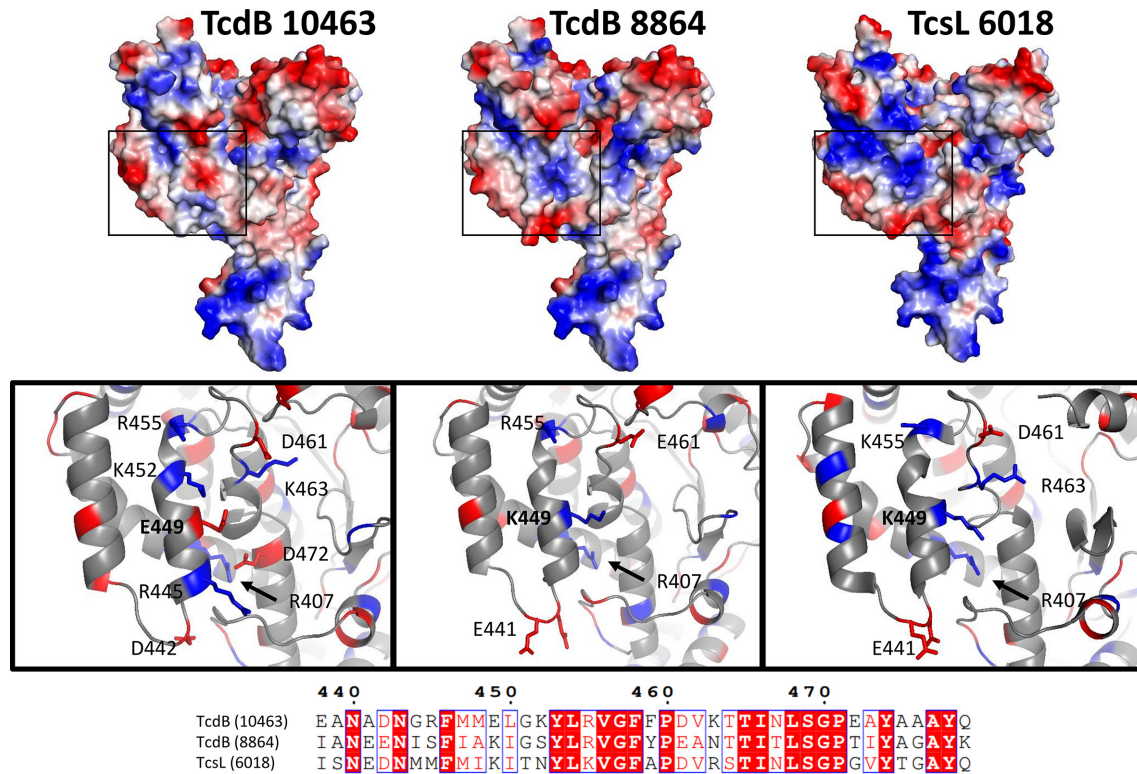 TcdB 10463
TcdB 8864
TcsL 6018
R455
D461
K452
K463
E449
D472
R445
R407
D442
R455
E461
K449
R407
E441
K455
D461
R463
K449
R407
E441
440 450 460 470
TcdB (10463) EANADNGRFMMELGKYLRVGFFPDVKTTINLSGPEAYAAAYQ
TcdB (8864) IANEENISFIAKIGSYLRVGFYPEANTTITLSGPTIYAGAYK
TcsL (6018) ISNEDNMMFMIKITNYLKVGFAPDVRSTINLSGPGVYTGAYQ